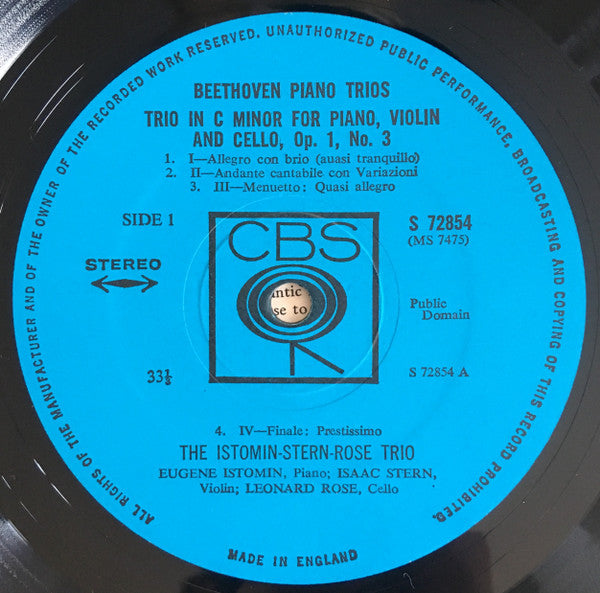 ALL RIGHTS OF THE MANUFACTURER AND OF THE OWNER OF THE RECORDED WORK RESERVED. UNAUTHORIZED PUBLIC PERFORMANCE, BROADCASTING AND COPYING OF THIS RECORD PROHIBITED.
BEETHOVEN PIANO TRIOS
TRIO IN C MINOR FOR PIANO, VIOLIN
AND CELLO, Op. 1, No. 3
1. I—Allegro con brio (auasi tranquillo)
2. II—Andante cantabile con Variazioni
3. III—Menuetto: Quasi allegro
SIDE 1
S 72854
(MS 7475)
STEREO
CBS
ntic
se to
Public
Domain
33⅓
S 72854 A
4. IV—Finale: Prestissimo
THE ISTOMIN-STERN-ROSE TRIO
EUGENE ISTOMIN, Piano; ISAAC STERN,
Violin; LEONARD ROSE, Cello
MADE IN ENGLAND